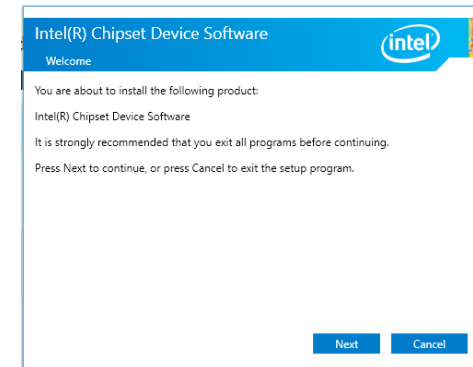 Intel(R) Chipset Device Software
intel
Welcome
You are about to install the following product:
Intel(R) Chipset Device Software
It is strongly recommended that you exit all programs before continuing.
Press Next to continue, or press Cancel to exit the setup program.
Next
Cancel